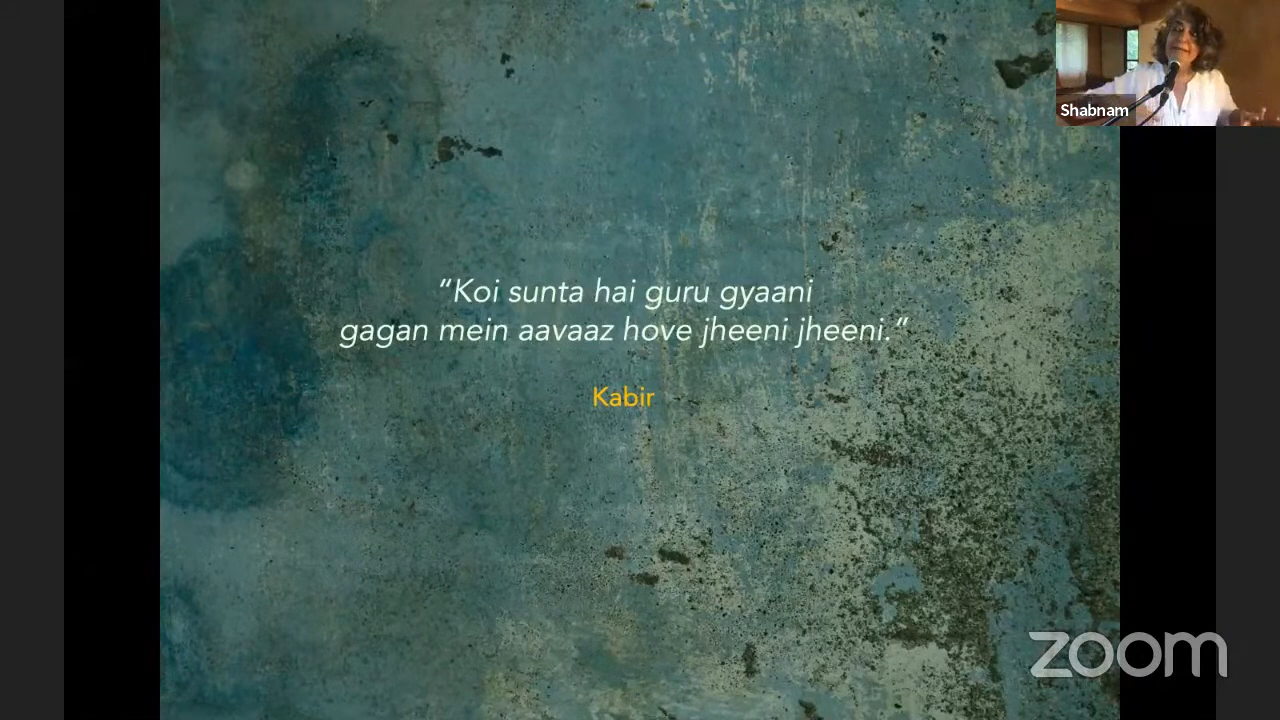 Shabnam
“Koi sunta hai guru gyaani
gagan mein aavaaz hove jheeni jheeni.”
Kabir
zoom